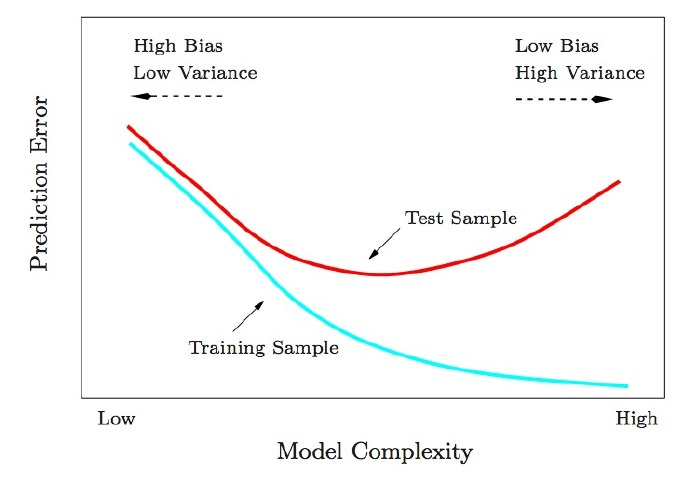 High Bias
Low Variance
Low Bias
High Variance
Prediction Error
Test Sample
Training Sample
Low
High
Model Complexity